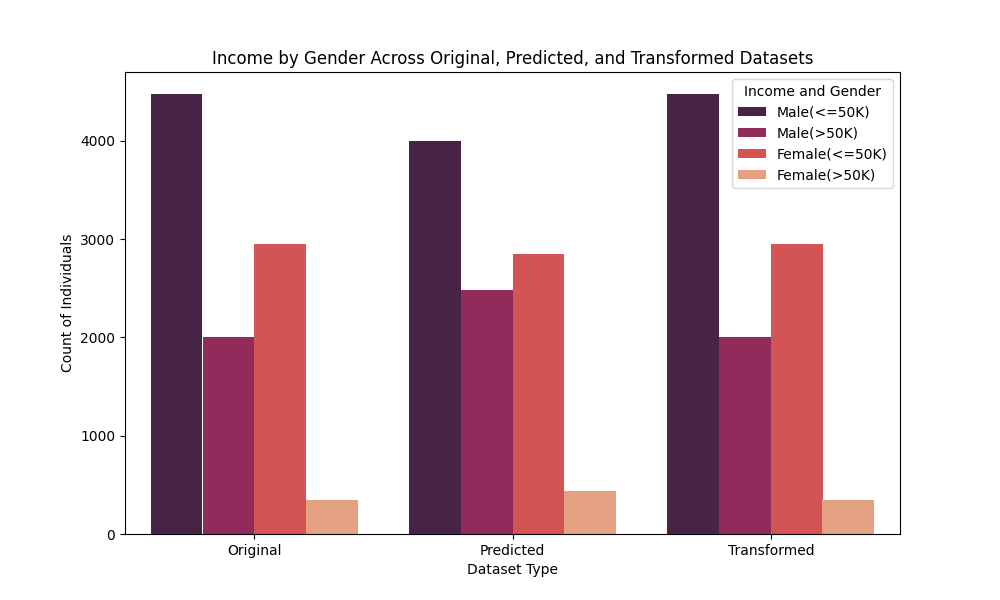 Income by Gender Across Original, Predicted, and Transformed Datasets
Income and Gender
Male(<=50K)
Male(>50K)
Female(<=50K)
Female(>50K)
Count of Individuals
4000
3000
2000
1000
0
Original
Predicted
Transformed
Dataset Type